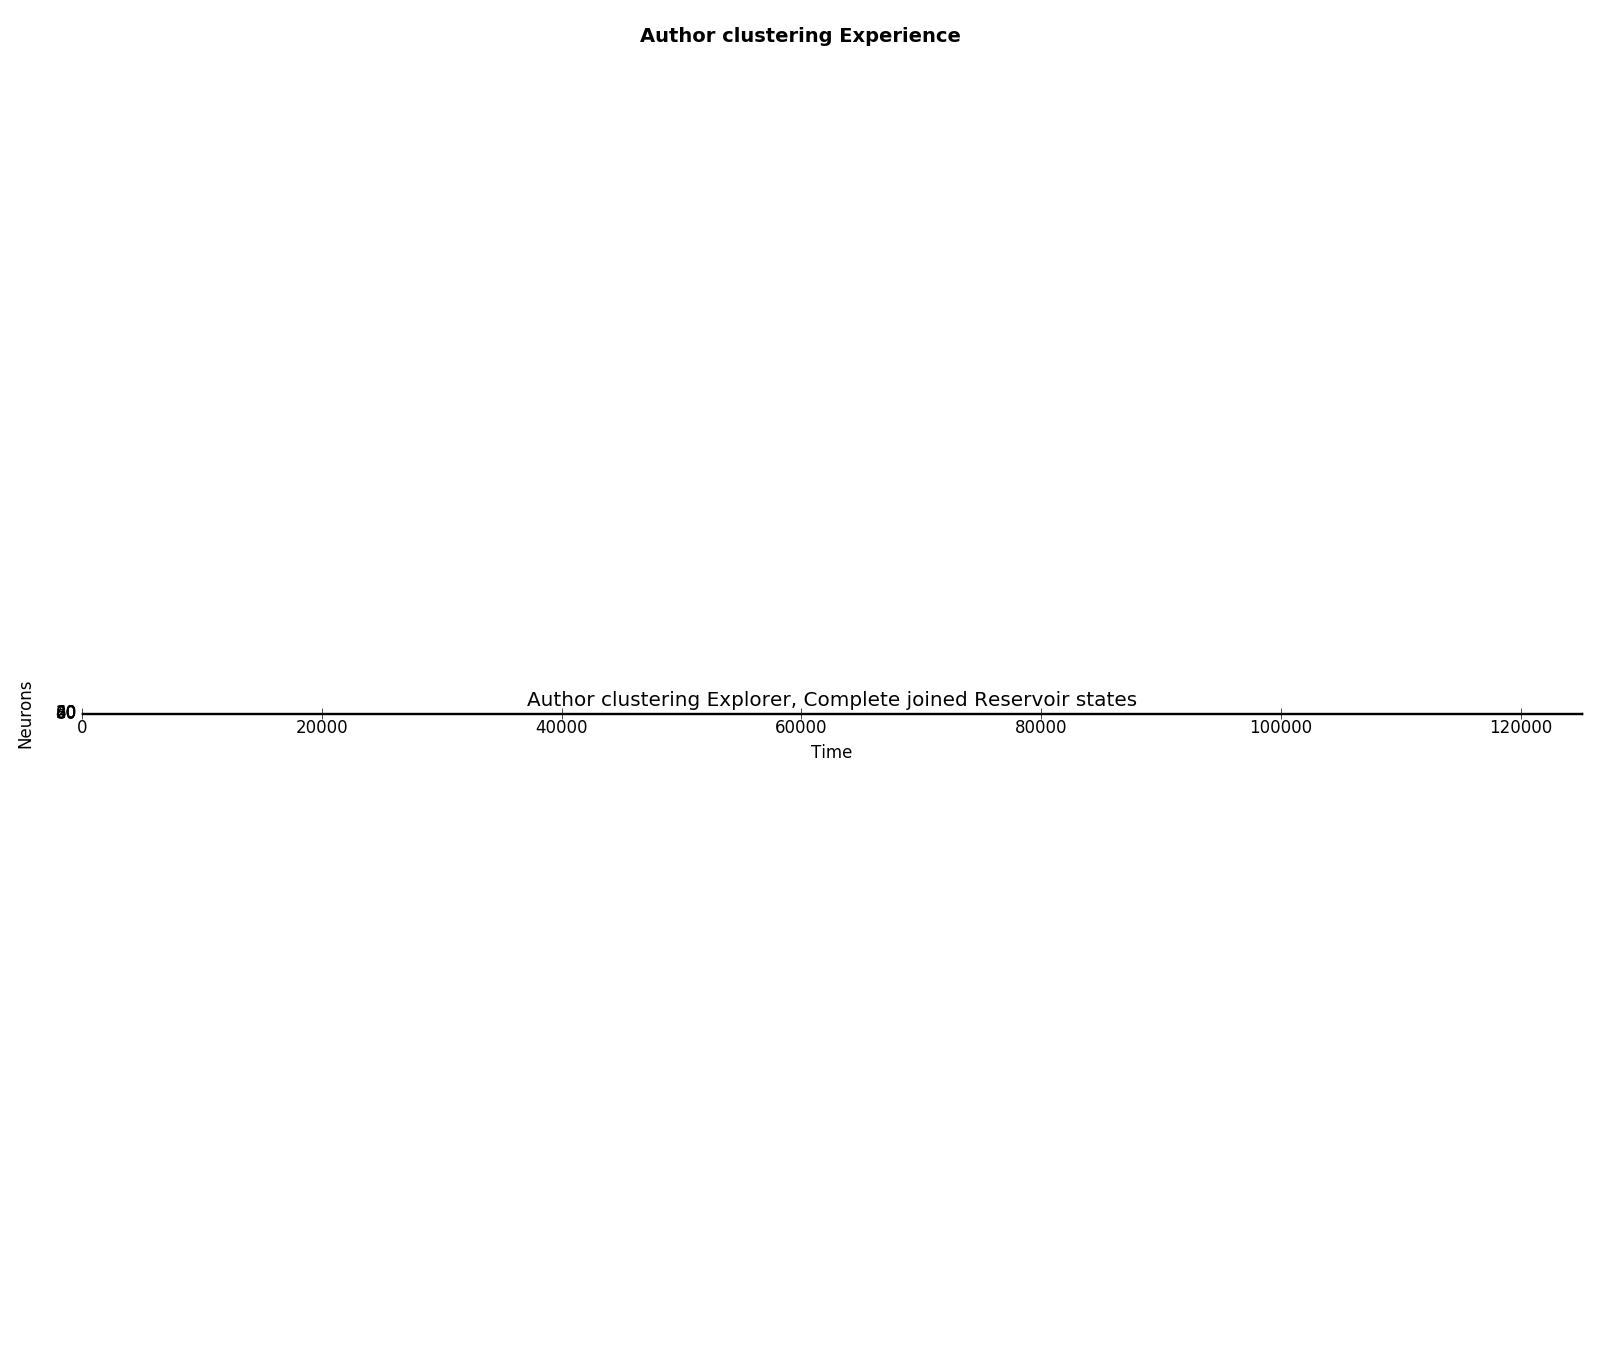 Author clustering Experience
Author clustering Explorer, Complete joined Reservoir states
Neurons
0 20000 40000 60000 80000 100000 120000
Time